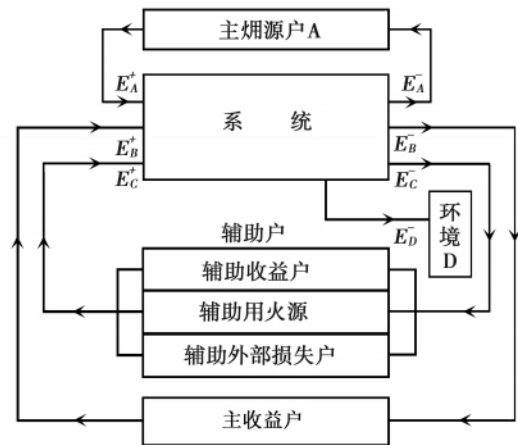 主㶲源户A
E_A^+
E_A^-
系 统
E_B^+
E_B^-
E_C^+
E_C^-
环境D
E_D^-
辅助户
辅助收益户
辅助用火源
辅助外部损失户
主收益户